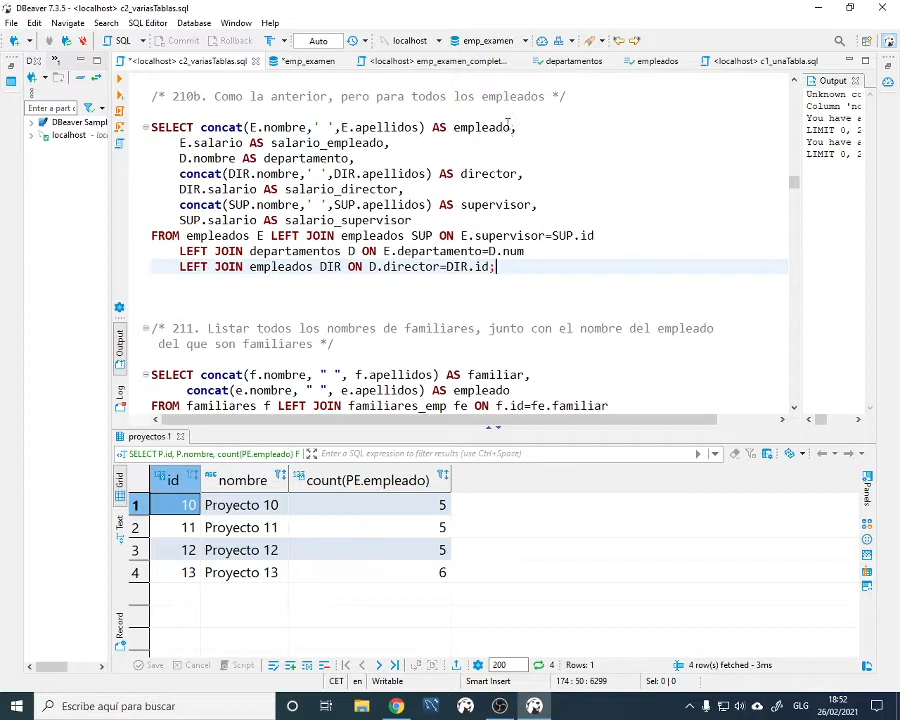 DBeaver 7.3.5 - <localhost> c2_variasTablas.sql
File Edit Navigate Search SQL Editor Database Window Help
SQL Commit Rollback T Auto localhost emp_examen
D *<localhost> c2_variasTablas.sql *emp_examen <localhost> emp_examen_complet... departamentos empleados <localhost> c1_unaTabla.sql Output
Enter a part o
DBeaver Sampl
localhost
/* 210b. Como la anterior, pero para todos los empleados */
SELECT concat(E.nombre,' ',E.apellidos) AS empleado,
E.salario AS salario_empleado,
D.nombre AS departamento,
concat(DIR.nombre,' ',DIR.apellidos) AS director,
DIR.salario AS salario_director,
concat(SUP.nombre,' ',SUP.apellidos) AS supervisor,
SUP.salario AS salario_supervisor
FROM empleados E LEFT JOIN empleados SUP ON E.supervisor=SUP.id
LEFT JOIN departamentos D ON E.departamento=D.num
LEFT JOIN empleados DIR ON D.director=DIR.id;
/* 211. Listar todos los nombres de familiares, junto con el nombre del empleado
del que son familiares */
SELECT concat(f.nombre, " ", f.apellidos) AS familiar,
concat(e.nombre, " ", e.apellidos) AS empleado
FROM familiares f LEFT JOIN familiares_emp fe ON f.id=fe.familiar
Unknown co
Column 'no
You have a
LIMIT 0, 2
You have a
LIMIT 0, 2
Output
Log
proyectos 1
SELECT P.id, P.nombre, count(PE.empleado) F Enter a SQL expression to filter results (use Ctrl+Space)
Grid
Text
Record
Panels
id nombre count(PE.empleado)
1 10 Proyecto 10 5
2 11 Proyecto 11 5
3 12 Proyecto 12 5
4 13 Proyecto 13 6
Save Cancel Script 200 4 Rows: 1 4 row(s) fetched - 3ms
CET en Writable Smart Insert 174 : 50 : 6299 Sel: 0 | 0
Escribe aquí para buscar
GLG
18:52
26/02/2021